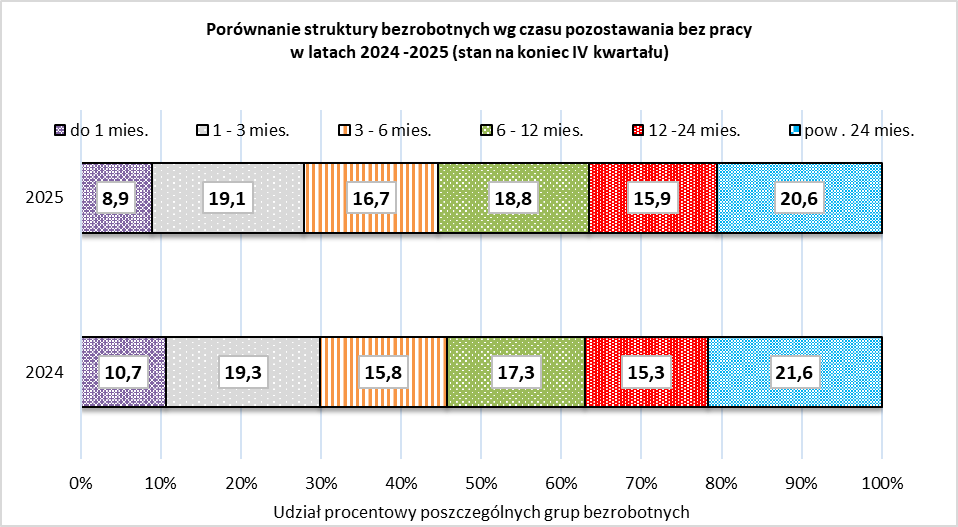 Porównanie struktury bezrobotnych wg czasu pozostawania bez pracy
w latach 2024 -2025 (stan na koniec IV kwartału)
do 1 mies. 1 - 3 mies. 3 - 6 mies. 6 - 12 mies. 12 -24 mies. pow . 24 mies.
2025 8,9 19,1 16,7 18,8 15,9 20,6
2024 10,7 19,3 15,8 17,3 15,3 21,6
0% 10% 20% 30% 40% 50% 60% 70% 80% 90% 100%
Udział procentowy poszczególnych grup bezrobotnych